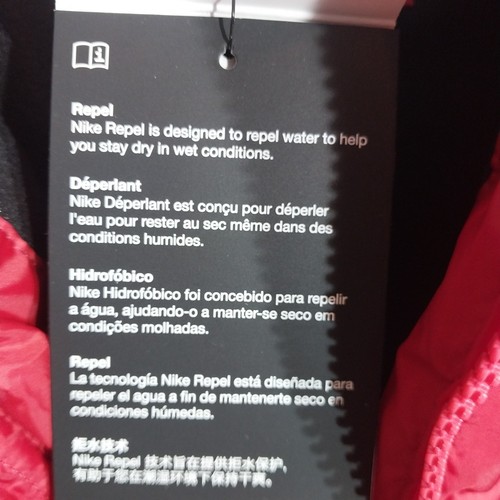 Repel
Nike Repel is designed to repel water to help
you stay dry in wet conditions.
Déperlant
Nike Déperlant est conçu pour déperler
l'eau pour rester au sec même dans des
conditions humides.
Hidrofóbico
Nike Hidrofóbico foi concebido para repelir
a água, ajudando-o a manter-se seco em
condições molhadas.
Repel
La tecnología Nike Repel está diseñada para
repeler el agua a fin de mantenerte seco en
condiciones húmedas.
拒水技术
Nike Repel 技术旨在提供拒水保护，
有助于您在潮湿环境下保持干爽。